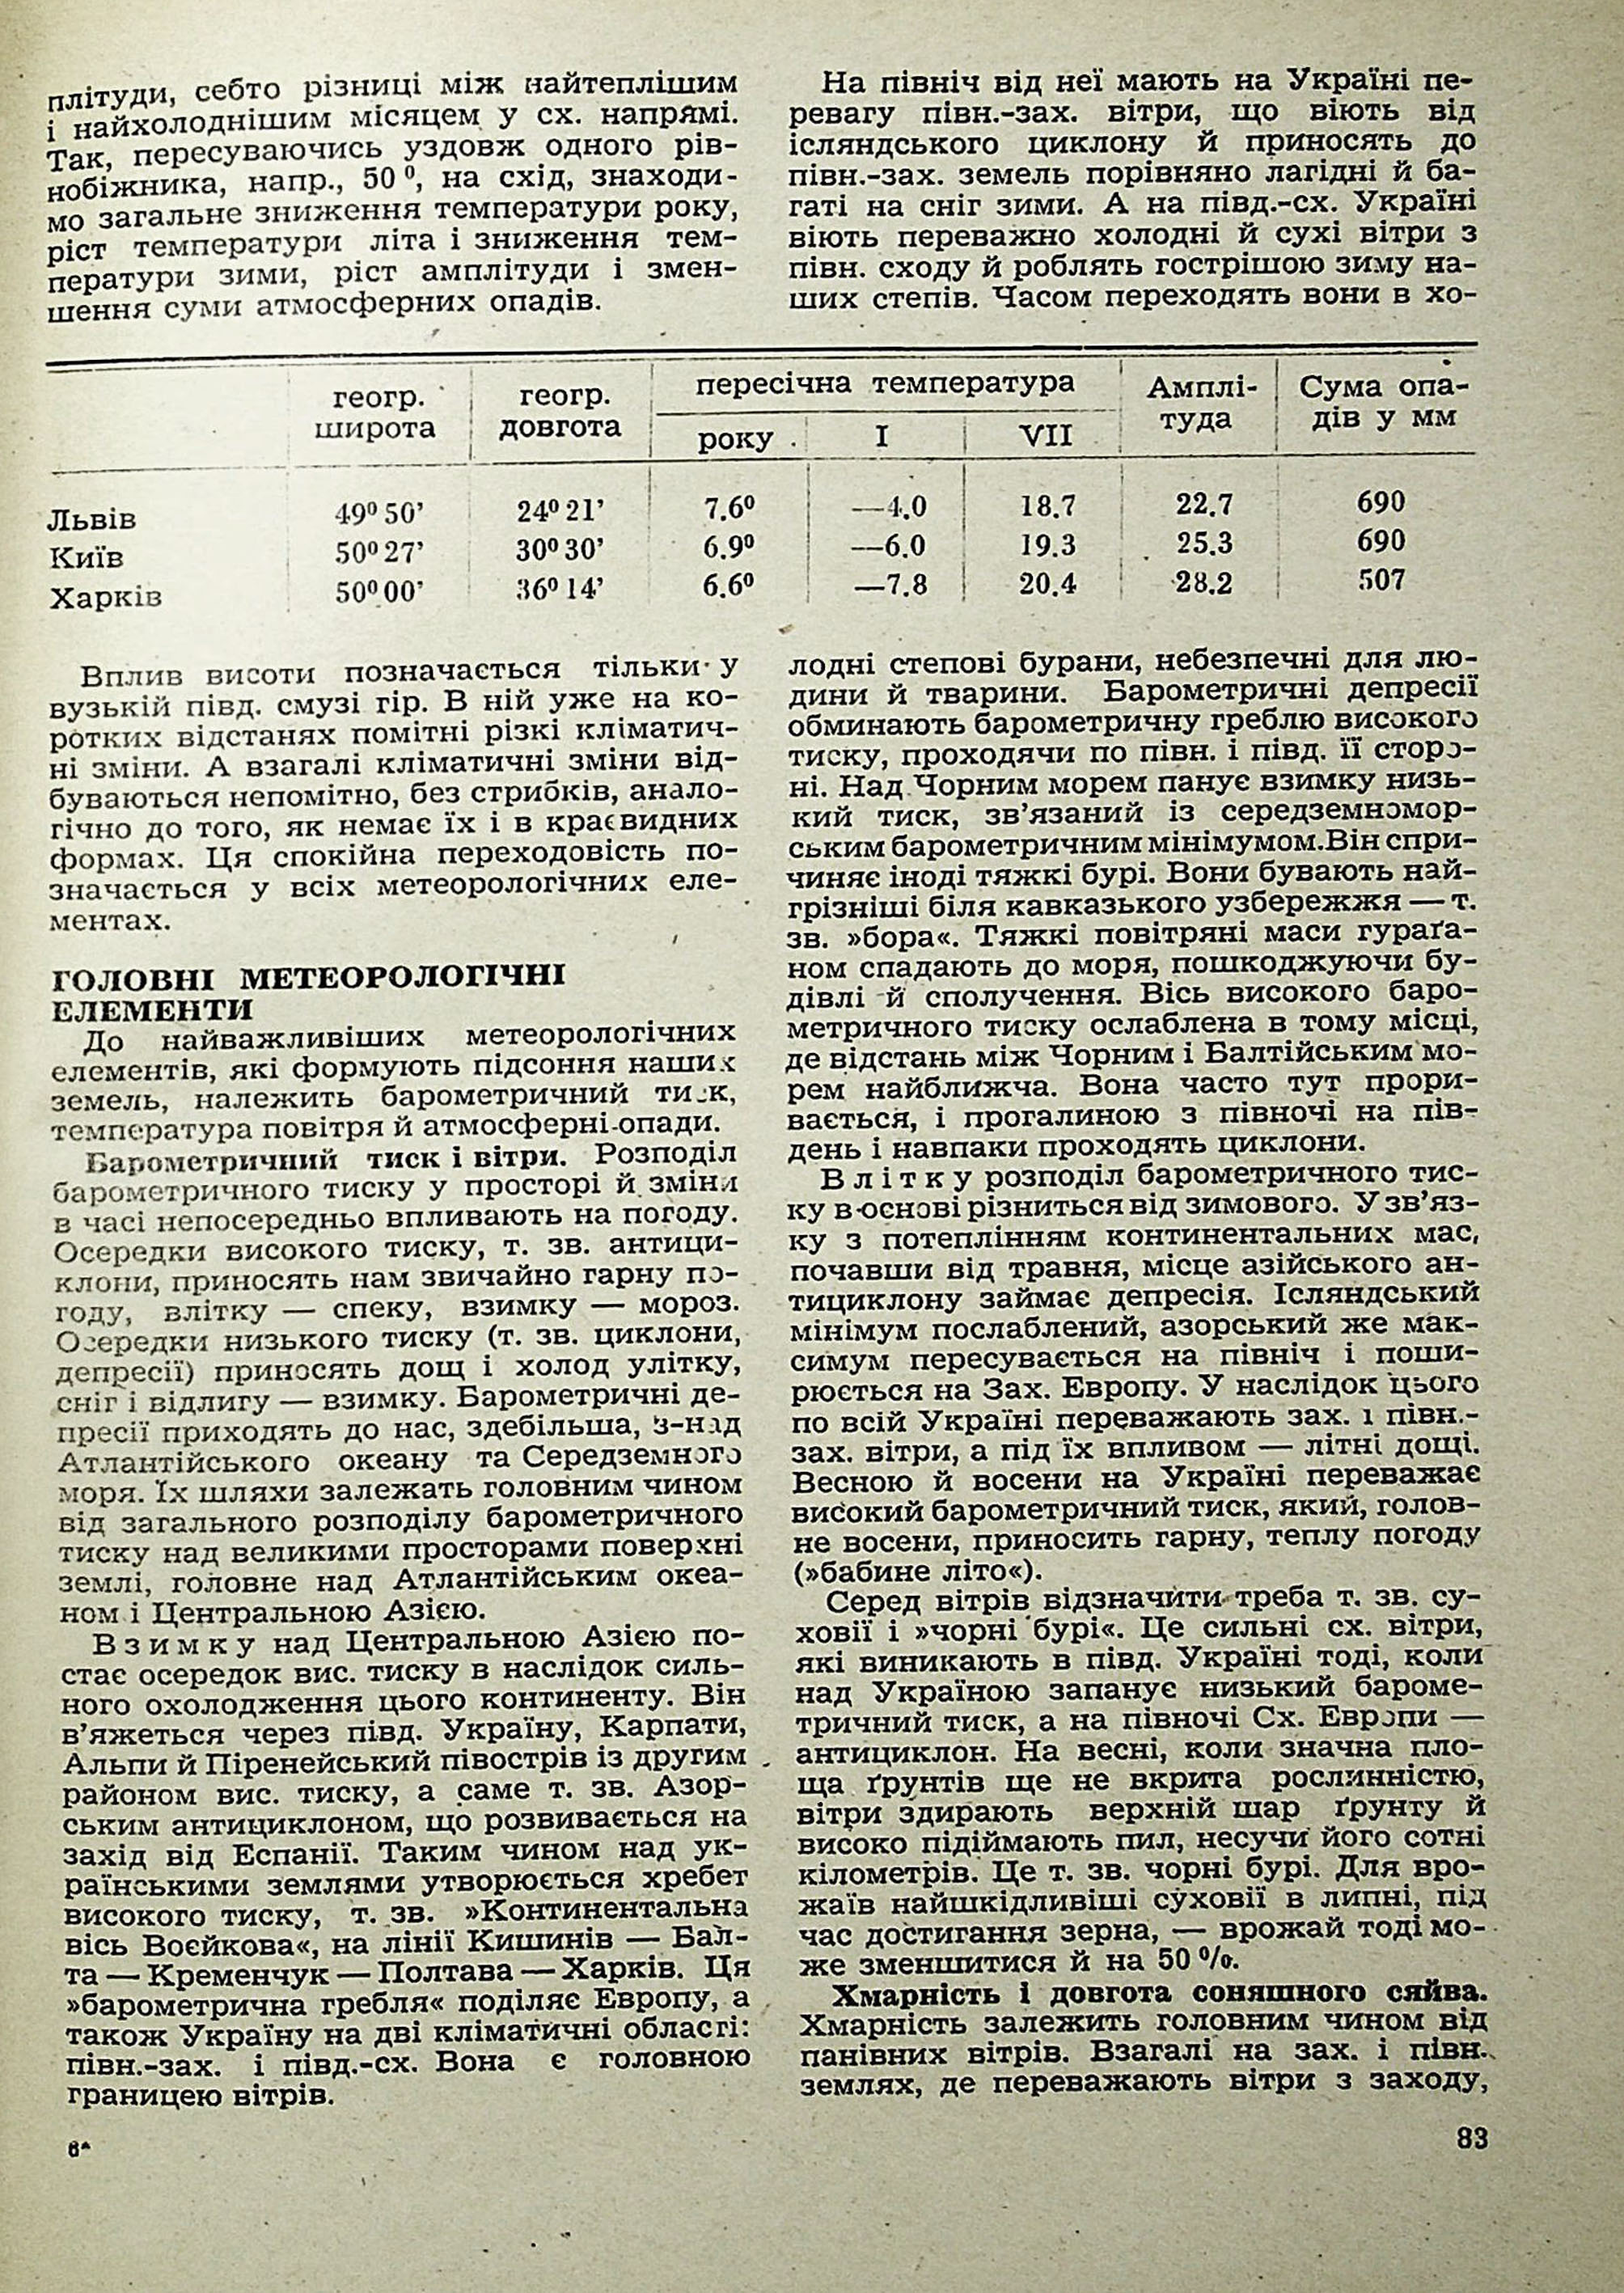 плітуди, себто різниці між найтеплішим
і найхолоднішим місяцем у сх. напрямі.
Так, пересуваючись уздовж одного рів-
нобіжника, напр., 50 º, на схід, знаходи-
мо загальне зниження температури року,
ріст температури літа і зниження тем-
ператури зими, ріст амплітуди і змен-
шення суми атмосферних опадів.
На північ від неї мають на Україні пе-
ревагу півн.-зах. вітри, що віють від
ісляндського циклону й приносять до
півн.-зах. земель порівняно лагідні й ба-
гаті на сніг зими. А на півд.-сх. Україні
віють переважно холодні й сухі вітри з
півн. сходу й роблять гострішою зиму на-
ших степів. Часом переходять вони в хо-
геогр. широта | геогр. довгота | пересічна температура | Амплі-туда | Сума опа-дів у мм
року | I | VII
Львів 49º 50’ 24º 21’ 7.6º —4.0 18.7 22.7 690
Київ 50º 27’ 30º 30’ 6.9º —6.0 19.3 25.3 690
Харків 50º 00’ 36º 14’ 6.6º —7.8 20.4 28.2 507
Вплив висоти позначається тільки у
вузькій півд. смузі гір. В ній уже на ко-
ротких відстанях помітні різкі кліматич-
ні зміни. А взагалі кліматичні зміни від-
буваються непомітно, без стрибків, анало-
гічно до того, як немає їх і в краєвидних
формах. Ця спокійна переходовість по-
значається у всіх метеорологічних еле-
ментах.
ГОЛОВНІ МЕТЕОРОЛОГІЧНІ
ЕЛЕМЕНТИ
До найважливіших метеорологічних
елементів, які формують підсоння наших
земель, належить барометричний тиск,
температура повітря й атмосферні опади.
Барометричний тиск і вітри. Розподіл
барометричного тиску у просторі й зміни
в часі непосередньо впливають на погоду.
Осередки високого тиску, т. зв. антици-
клони, приносять нам звичайно гарну по-
году, влітку — спеку, взимку — мороз.
Осередки низького тиску (т. зв. циклони,
депресії) приносять дощ і холод улітку,
сніг і відлигу — взимку. Барометричні де-
пресії приходять до нас, здебільша, з-над
Атлантійського океану та Середземного
моря. Їх шляхи залежать головним чином
від загального розподілу барометричного
тиску над великими просторами поверхні
землі, головне над Атлантійським океа-
ном і Центральною Азією.
Взимку над Центральною Азією по-
стає осередок вис. тиску в наслідок силь-
ного охолодження цього континенту. Він
в’яжеться через півд. Україну, Карпати,
Альпи й Піренейський півострів із другим
районом вис. тиску, а саме т. зв. Азор-
ським антициклоном, що розвивається на
захід від Еспанії. Таким чином над ук-
раїнськими землями утворюється хребет
високого тиску, т. зв. »Континентальна
вісь Воєйкова«, на лінії Кишинів — Бал-
та — Кременчук — Полтава — Харків. Ця
»барометрична гребля« поділяє Европу, а
також Україну на дві кліматичні області:
півн.-зах. і півд.-сх. Вона є головною
границею вітрів.
6*
лодні степові бурани, небезпечні для лю-
дини й тварини. Барометричні депресії
обминають барометричну греблю високого
тиску, проходячи по півн. і півд. її сторо-
ні. Над Чорним морем панує взимку низь-
кий тиск, зв’язаний із середземномор-
ським барометричним мінімумом.Він спри-
чиняє іноді тяжкі бурі. Вони бувають най-
грізніші біля кавказького узбережжя — т.
зв. »бора«. Тяжкі повітряні маси гураґа-
ном спадають до моря, пошкоджуючи бу-
дівлі й сполучення. Вісь високого баро-
метричного тиску ослаблена в тому місці,
де відстань між Чорним і Балтійським мо-
рем найближча. Вона часто тут прори-
вається, і прогалиною з півночі на пів-
день і навпаки проходять циклони.
Влітку розподіл барометричного тис-
ку в основі різниться від зимового. У зв’яз-
ку з потеплінням континентальних мас,
почавши від травня, місце азійського ан-
тициклону займає депресія. Ісляндський
мінімум послаблений, азорський же мак-
симум пересувається на північ і поши-
рюється на Зах. Европу. У наслідок цього
по всій Україні переважають зах. і півн.-
зах. вітри, а під їх впливом — літні дощі.
Весною й восени на Україні переважає
високий барометричний тиск, який, голов-
не восени, приносить гарну, теплу погоду
(»бабине літо«).
Серед вітрів відзначити треба т. зв. су-
ховії і »чорні бурі«. Це сильні сх. вітри,
які виникають в півд. Україні тоді, коли
над Україною запанує низький бароме-
тричний тиск, а на півночі Сх. Европи —
антициклон. На весні, коли значна пло-
ща ґрунтів ще не вкрита рослинністю,
вітри здирають верхній шар ґрунту й
високо підіймають пил, несучи його сотні
кілометрів. Це т. зв. чорні бурі. Для вро-
жаїв найшкідливіші суховії в липні, під
час достигання зерна, — врожай тоді мо-
же зменшитися й на 50 %.
Хмарність і довгота соняшного сяйва.
Хмарність залежить головним чином від
панівних вітрів. Взагалі на зах. і півн.
землях, де переважають вітри з заходу,
83